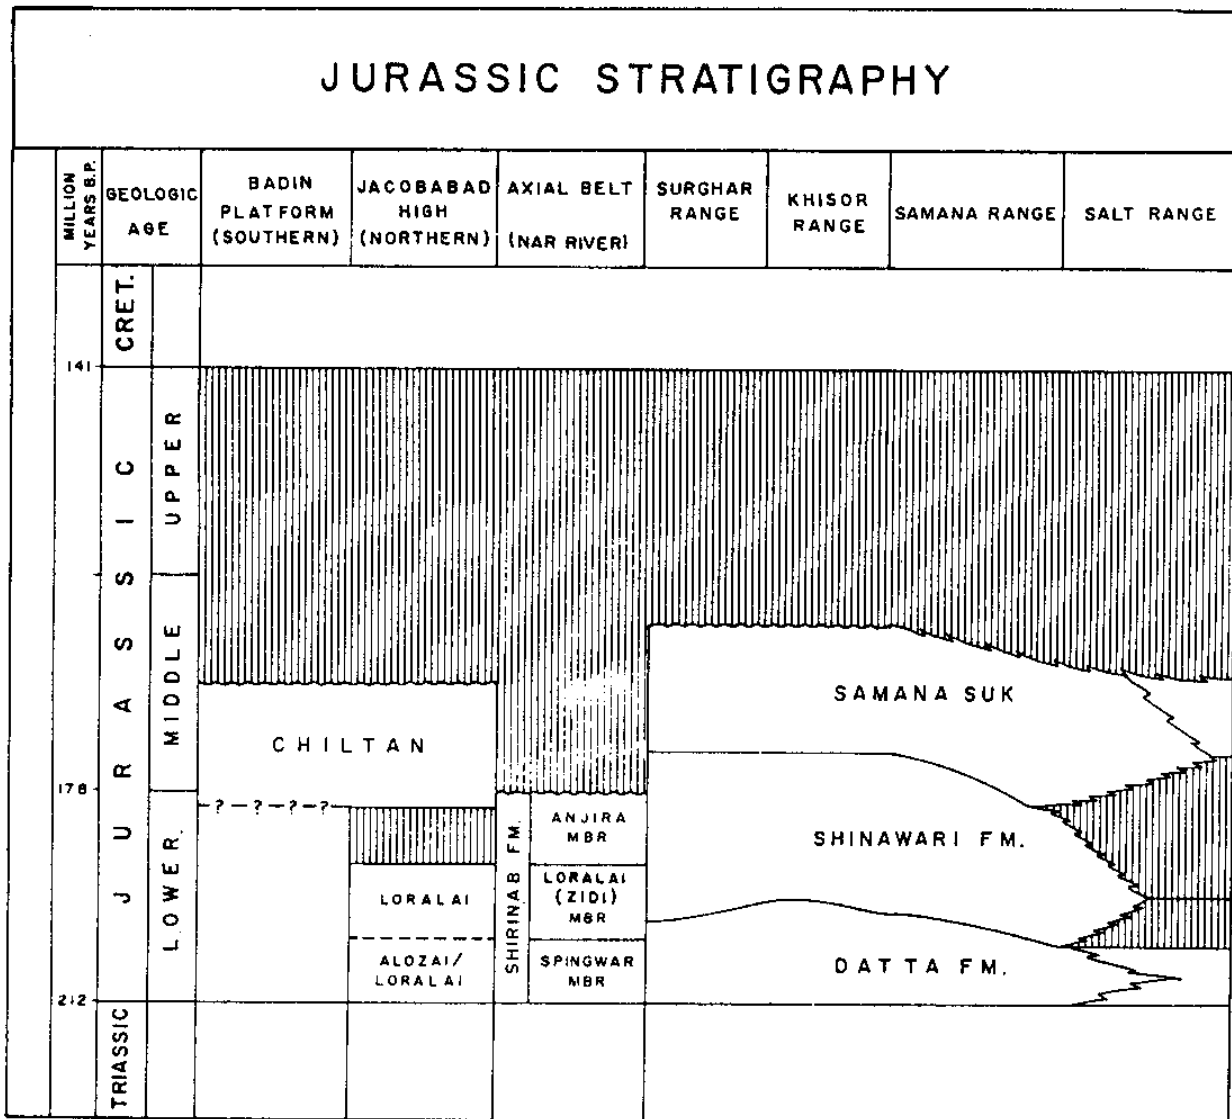 JURASSIC STRATIGRAPHY
MILLION
YEARS B.P.
GEOLOGIC
AGE
BADIN
PLATFORM
(SOUTHERN)
JACOBABAD
HIGH
(NORTHERN)
AXIAL BELT
(NAR RIVER)
SURGHAR
RANGE
KHISOR
RANGE
SAMANA RANGE
SALT RANGE
CRET.
141
JURASSIC
UPPER
MIDDLE
SAMANA SUK
CHILTAN
178
? ? ? ?
LOWER
SHIRINAB FM.
ANJIRA
MBR
SHINAWARI FM.
LORALAI
LORALAI
(ZIDI)
MBR
ALOZAI/
LORALAI
SPINGWAR
MBR
DATTA FM.
212
TRIASSIC